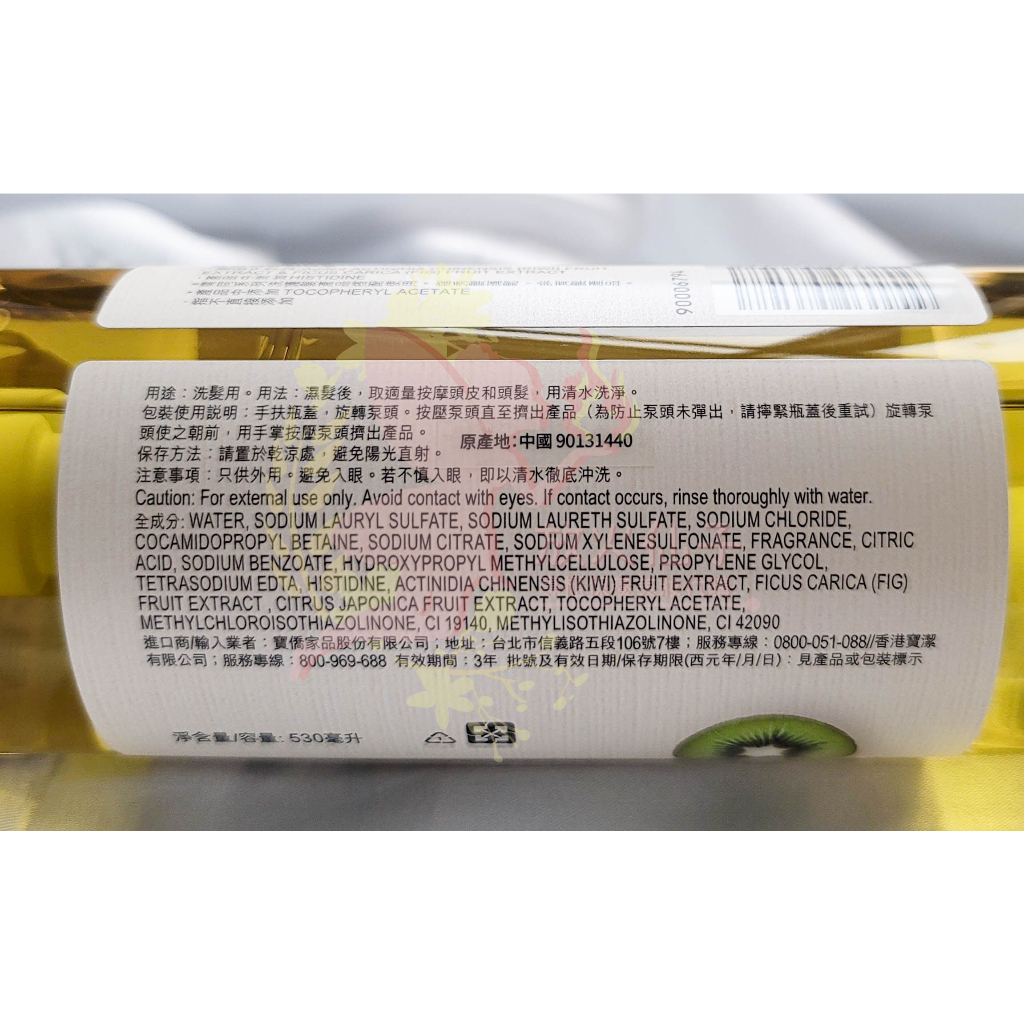 EXTRACT & FICUS CARICA (FIG) FRUIT EXTRACT
HISTIDINE
TOCOPHERYL ACETATE
90006794
用途：洗髮用。用法：濕髮後，取適量按摩頭皮和頭髮，用清水洗淨。
包裝使用說明：手扶瓶蓋，旋轉泵頭。按壓泵頭直至擠出產品（為防止泵頭未彈出，請擰緊瓶蓋後重試）旋轉泵
頭使之朝前，用手掌按壓泵頭擠出產品。
原產地：中國 90131440
保存方法：請置於乾涼處，避免陽光直射。
注意事項：只供外用。避免入眼。若不慎入眼，即以清水徹底沖洗。
Caution: For external use only. Avoid contact with eyes. If contact occurs, rinse thoroughly with water.
全成分: WATER, SODIUM LAURYL SULFATE, SODIUM LAURETH SULFATE, SODIUM CHLORIDE,
COCAMIDOPROPYL BETAINE, SODIUM CITRATE, SODIUM XYLENESULFONATE, FRAGRANCE, CITRIC
ACID, SODIUM BENZOATE, HYDROXYPROPYL METHYLCELLULOSE, PROPYLENE GLYCOL,
TETRASODIUM EDTA, HISTIDINE, ACTINIDIA CHINENSIS (KIWI) FRUIT EXTRACT, FICUS CARICA (FIG)
FRUIT EXTRACT , CITRUS JAPONICA FRUIT EXTRACT, TOCOPHERYL ACETATE,
METHYLCHLOROISOTHIAZOLINONE, CI 19140, METHYLISOTHIAZOLINONE, CI 42090
進口商/輸入業者：寶僑家品股份有限公司；地址：台北市信義路五段106號7樓；服務專線：0800-051-088//香港寶潔
有限公司；服務專線：800-969-688 有效期間：3年 批號及有效日期/保存期限(西元年/月/日)：見產品或包裝標示
淨含量/容量: 530毫升